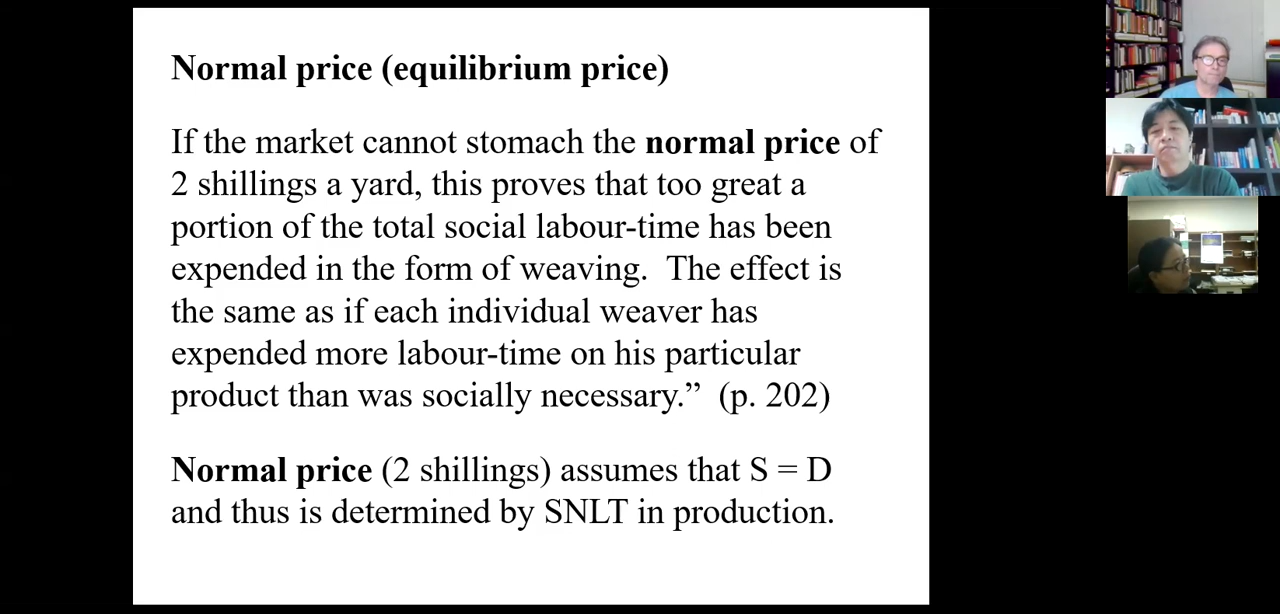 Normal price (equilibrium price)
If the market cannot stomach the normal price of
2 shillings a yard, this proves that too great a
portion of the total social labour-time has been
expended in the form of weaving.  The effect is
the same as if each individual weaver has
expended more labour-time on his particular
product than was socially necessary.”  (p. 202)
Normal price (2 shillings) assumes that S = D
and thus is determined by SNLT in production.